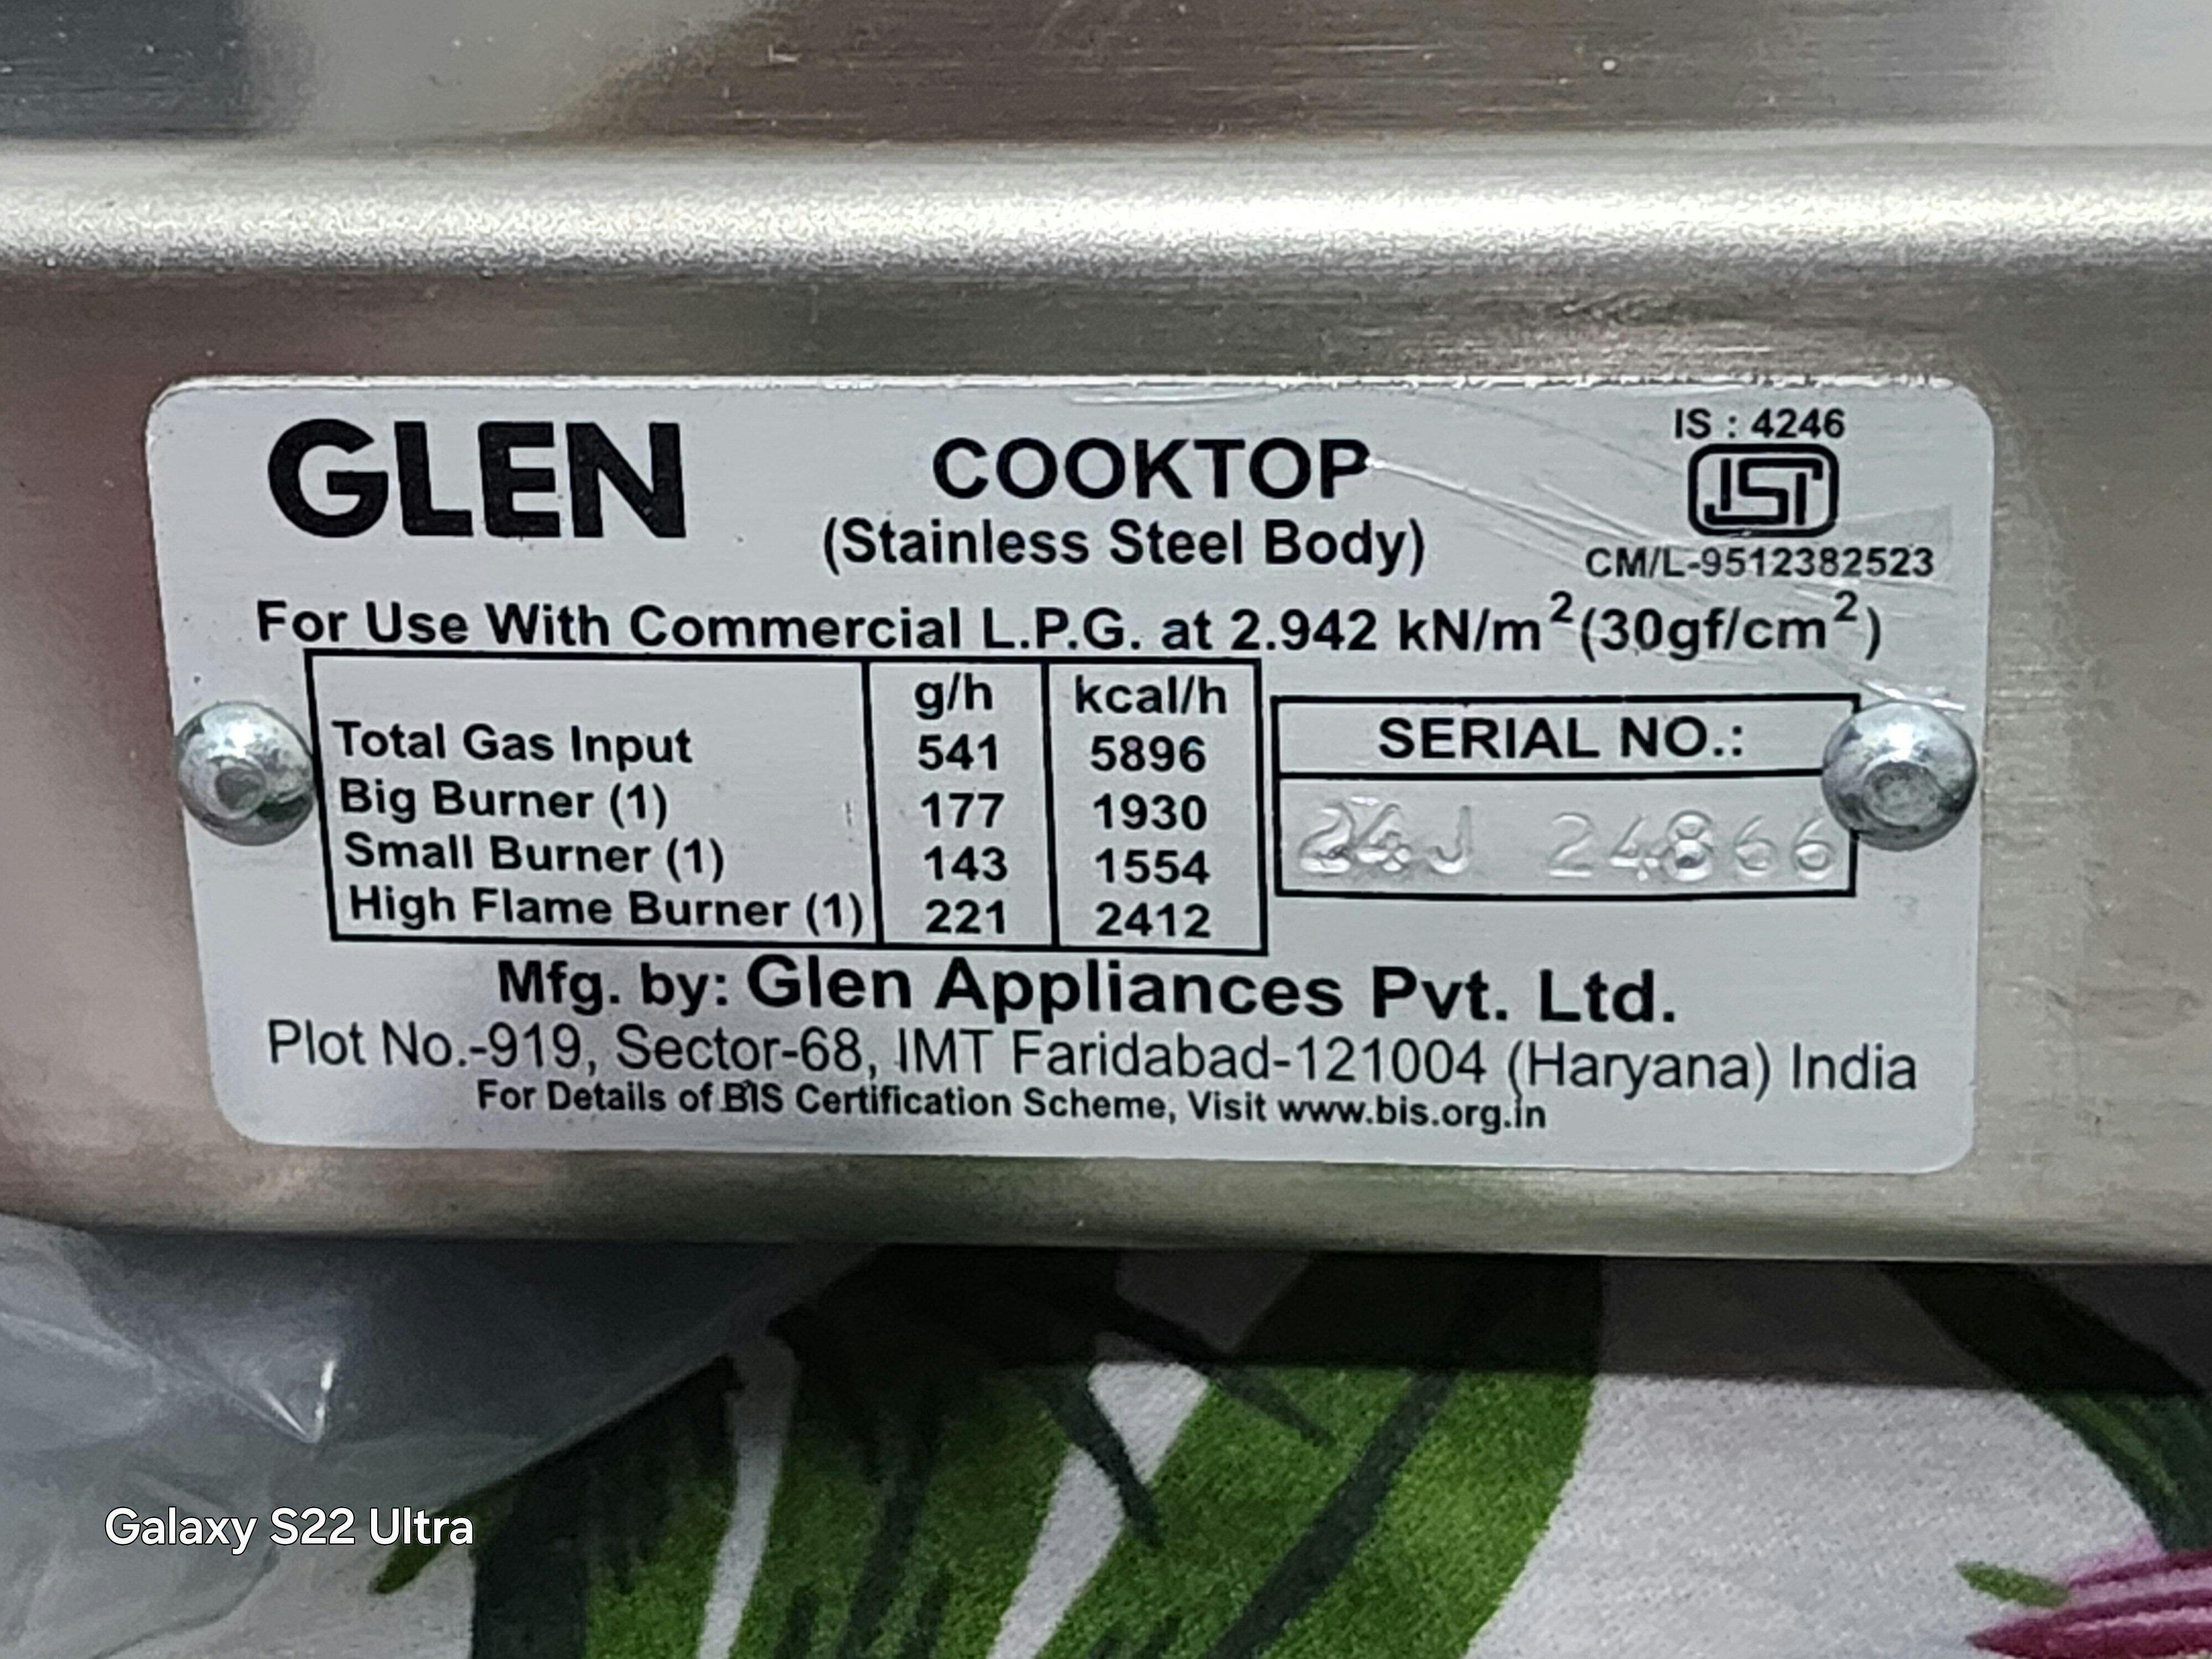 GLEN
COOKTOP
(Stainless Steel Body)
IS : 4246
ISI
CM/L-9512382523
For Use With Commercial L.P.G. at 2.942 kN/m²(30gf/cm²)
g/h kcal/h
Total Gas Input 541 5896
Big Burner (1) 177 1930
Small Burner (1) 143 1554
High Flame Burner (1) 221 2412
SERIAL NO.:
24J 24866
Mfg. by: Glen Appliances Pvt. Ltd.
Plot No.-919, Sector-68, IMT Faridabad-121004 (Haryana) India
For Details of BIS Certification Scheme, Visit www.bis.org.in
Galaxy S22 Ultra